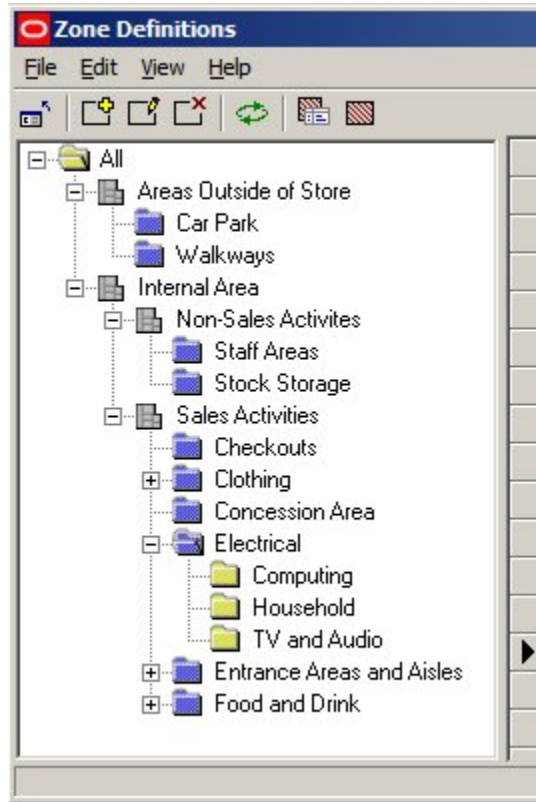 Zone Definitions
File Edit View Help
All
Areas Outside of Store
Car Park
Walkways
Internal Area
Non-Sales Activites
Staff Areas
Stock Storage
Sales Activities
Checkouts
Clothing
Concession Area
Electrical
Computing
Household
TV and Audio
Entrance Areas and Aisles
Food and Drink